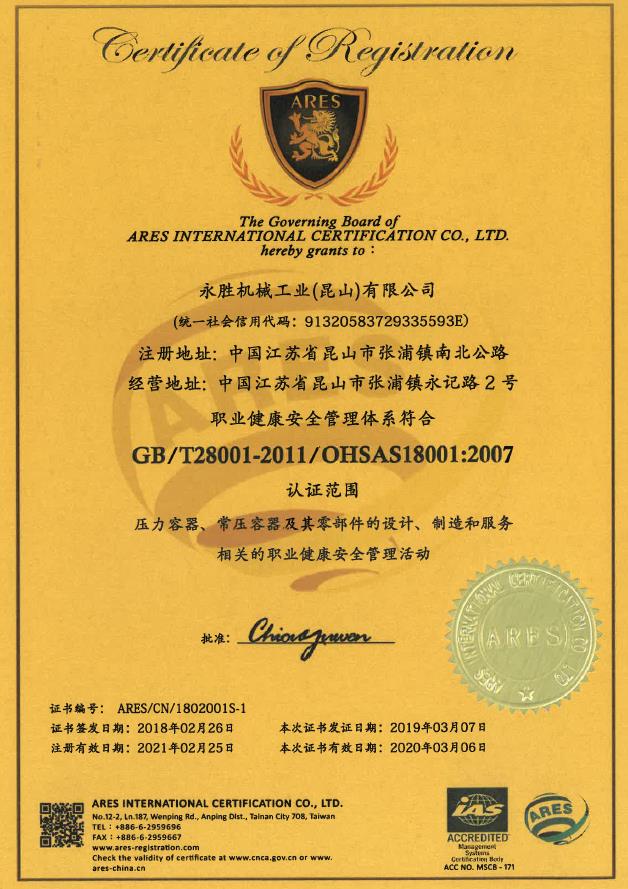 Certificate of Registration
ARES
The Governing Board of
ARES INTERNATIONAL CERTIFICATION CO., LTD.
hereby grants to：
永胜机械工业(昆山)有限公司
(统一社会信用代码：91320583729335593E)
注册地址：中国江苏省昆山市张浦镇南北公路
经营地址：中国江苏省昆山市张浦镇永记路 2 号
职业健康安全管理体系符合
GB/T28001-2011/OHSAS18001:2007
认证范围
压力容器、常压容器及其零部件的设计、制造和服务
相关的职业健康安全管理活动
批准：
ARES INTERNATIONAL CERTIFICATION CO LTD
ARES
证书编号： ARES/CN/1802001S-1
证书签发日期：2018年02月26日 本次证书发证日期：2019年03月07日
注册有效日期：2021年02月25日 本次证书有效日期：2020年03月06日
ARES INTERNATIONAL CERTIFICATION CO., LTD.
No.12-2, Ln.187, Wenping Rd., Anping Dist., Tainan City 708, Taiwan
TEL：+886-6-2959696
FAX：+886-6-2959667
www.ares-registration.com
Check the validity of certificate at www.cnca.gov.cn or www.
ares-china.cn
IAS
ACCREDITED
Management
Systems
Certification Body
ACC NO. MSCB - 171
ARES